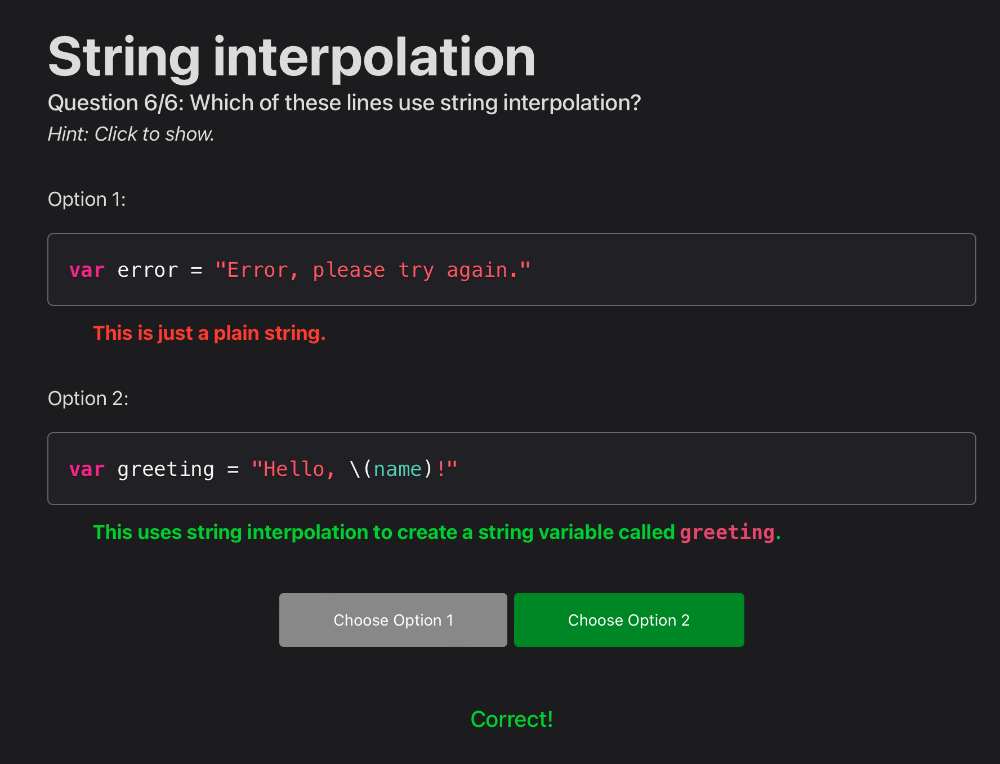 String interpolation
Question 6/6: Which of these lines use string interpolation?
Hint: Click to show.
Option 1:
var error = "Error, please try again."
This is just a plain string.
Option 2:
var greeting = "Hello, \(name)!"
This uses string interpolation to create a string variable called greeting.
Choose Option 1
Choose Option 2
Correct!